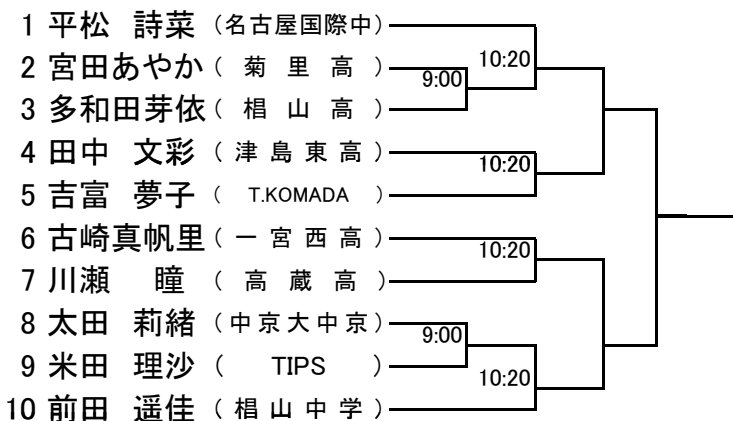 1 平松 詩菜 (名古屋国際中)
10:20
2 宮田あやか ( 菊 里 高 )
9:00
3 多和田芽依 ( 椙 山 高 )
4 田中 文彩 ( 津 島 東 高 )
10:20
5 吉富 夢子 ( T.KOMADA )
6 古崎真帆里 ( 一 宮 西 高 )
10:20
7 川瀬 瞳 ( 高 蔵 高 )
8 太田 莉緒 ( 中 京 大 中 京 )
9:00
9 米田 理沙 ( TIPS )
10:20
10 前田 遥佳 ( 椙 山 中 学 )